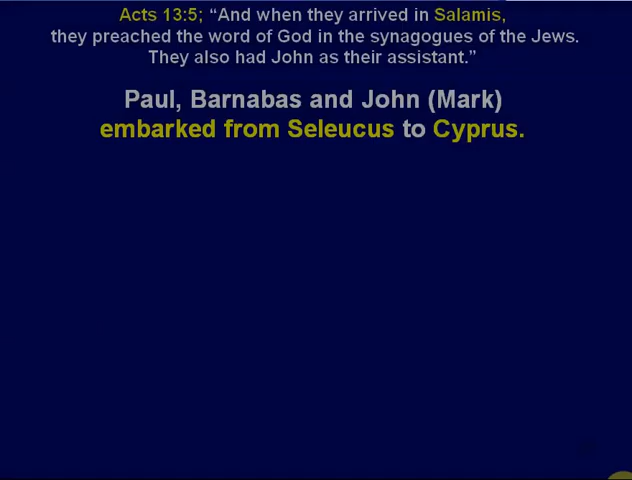 Acts 13:5; “And when they arrived in Salamis,
they preached the word of God in the synagogues of the Jews.
They also had John as their assistant.”
Paul, Barnabas and John (Mark)
embarked from Seleucus to Cyprus.